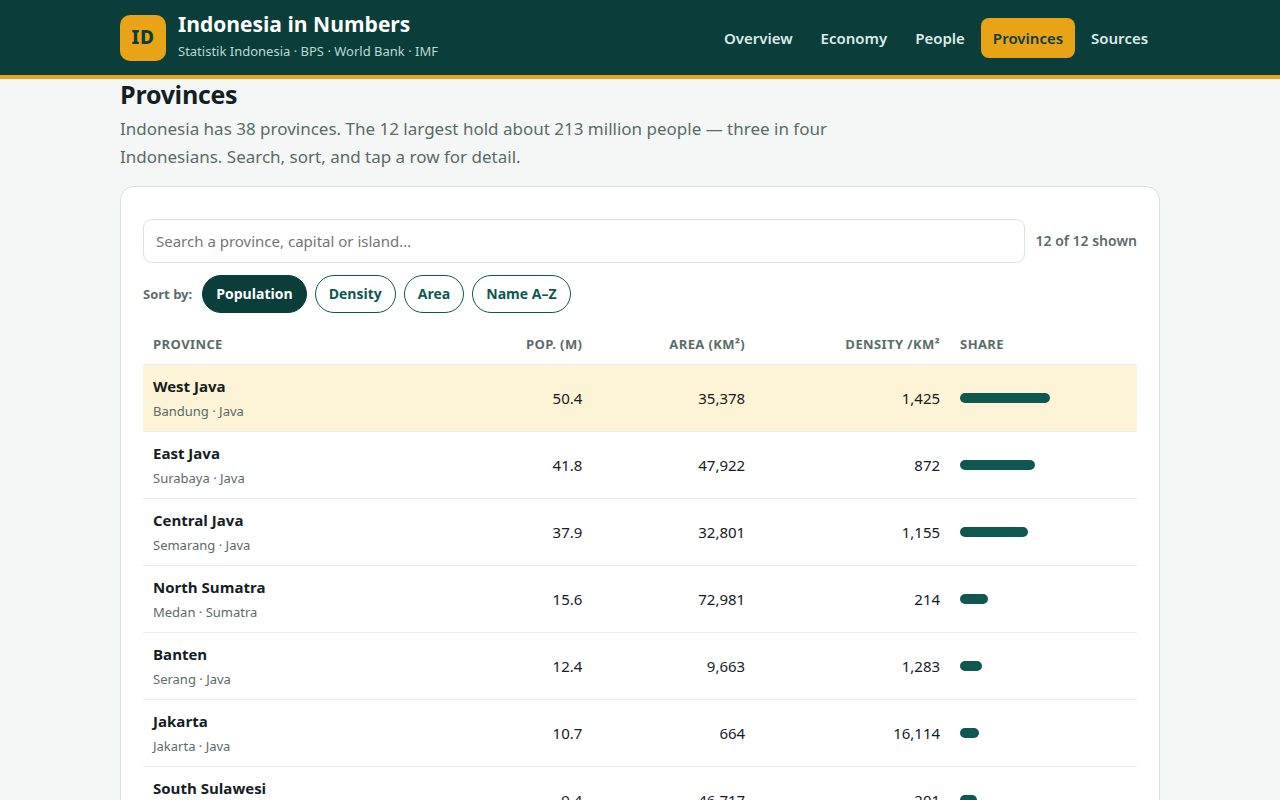 ID
Indonesia in Numbers
Statistik Indonesia · BPS · World Bank · IMF
Overview
Economy
People
Provinces
Sources
Provinces
Indonesia has 38 provinces. The 12 largest hold about 213 million people — three in four
Indonesians. Search, sort, and tap a row for detail.
Search a province, capital or island...
12 of 12 shown
Sort by:
Population
Density
Area
Name A–Z
PROVINCE POP. (M) AREA (KM²) DENSITY /KM² SHARE
West Java
Bandung · Java
50.4 35,378 1,425
East Java
Surabaya · Java
41.8 47,922 872
Central Java
Semarang · Java
37.9 32,801 1,155
North Sumatra
Medan · Sumatra
15.6 72,981 214
Banten
Serang · Java
12.4 9,663 1,283
Jakarta
Jakarta · Java
10.7 664 16,114
South Sulawesi